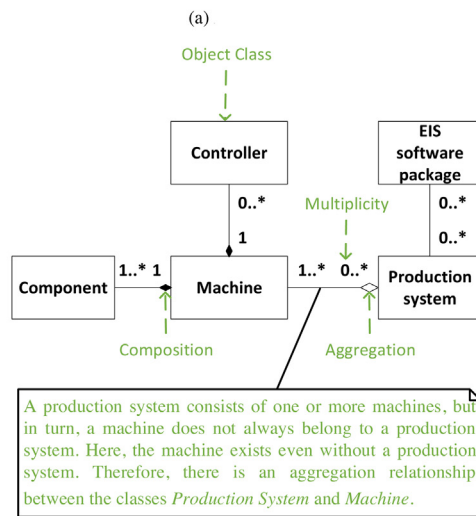 (a)
Object Class
Controller
EIS
software
package
0..*
Multiplicity
0..*
1
0..*
Component
1..* 1
Machine
1..*
0..*
Production
system
Composition
Aggregation
A production system consists of one or more machines, but
in turn, a machine does not always belong to a production
system. Here, the machine exists even without a production
system. Therefore, there is an aggregation relationship
between the classes Production System and Machine.